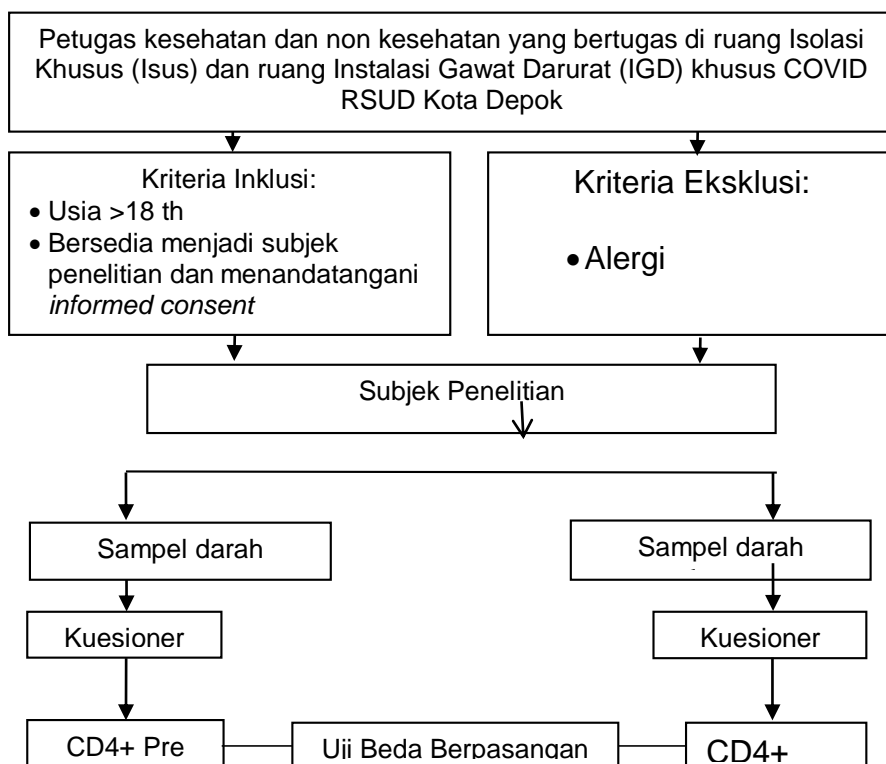 Petugas kesehatan dan non kesehatan yang bertugas di ruang Isolasi
Khusus (Isus) dan ruang Instalasi Gawat Darurat (IGD) khusus COVID
RSUD Kota Depok
Kriteria Inklusi:
• Usia >18 th
• Bersedia menjadi subjek
penelitian dan menandatangani
informed consent
Kriteria Eksklusi:
• Alergi
Subjek Penelitian
Sampel darah
Sampel darah
Kuesioner
Kuesioner
CD4+ Pre
Uji Beda Berpasangan
CD4+